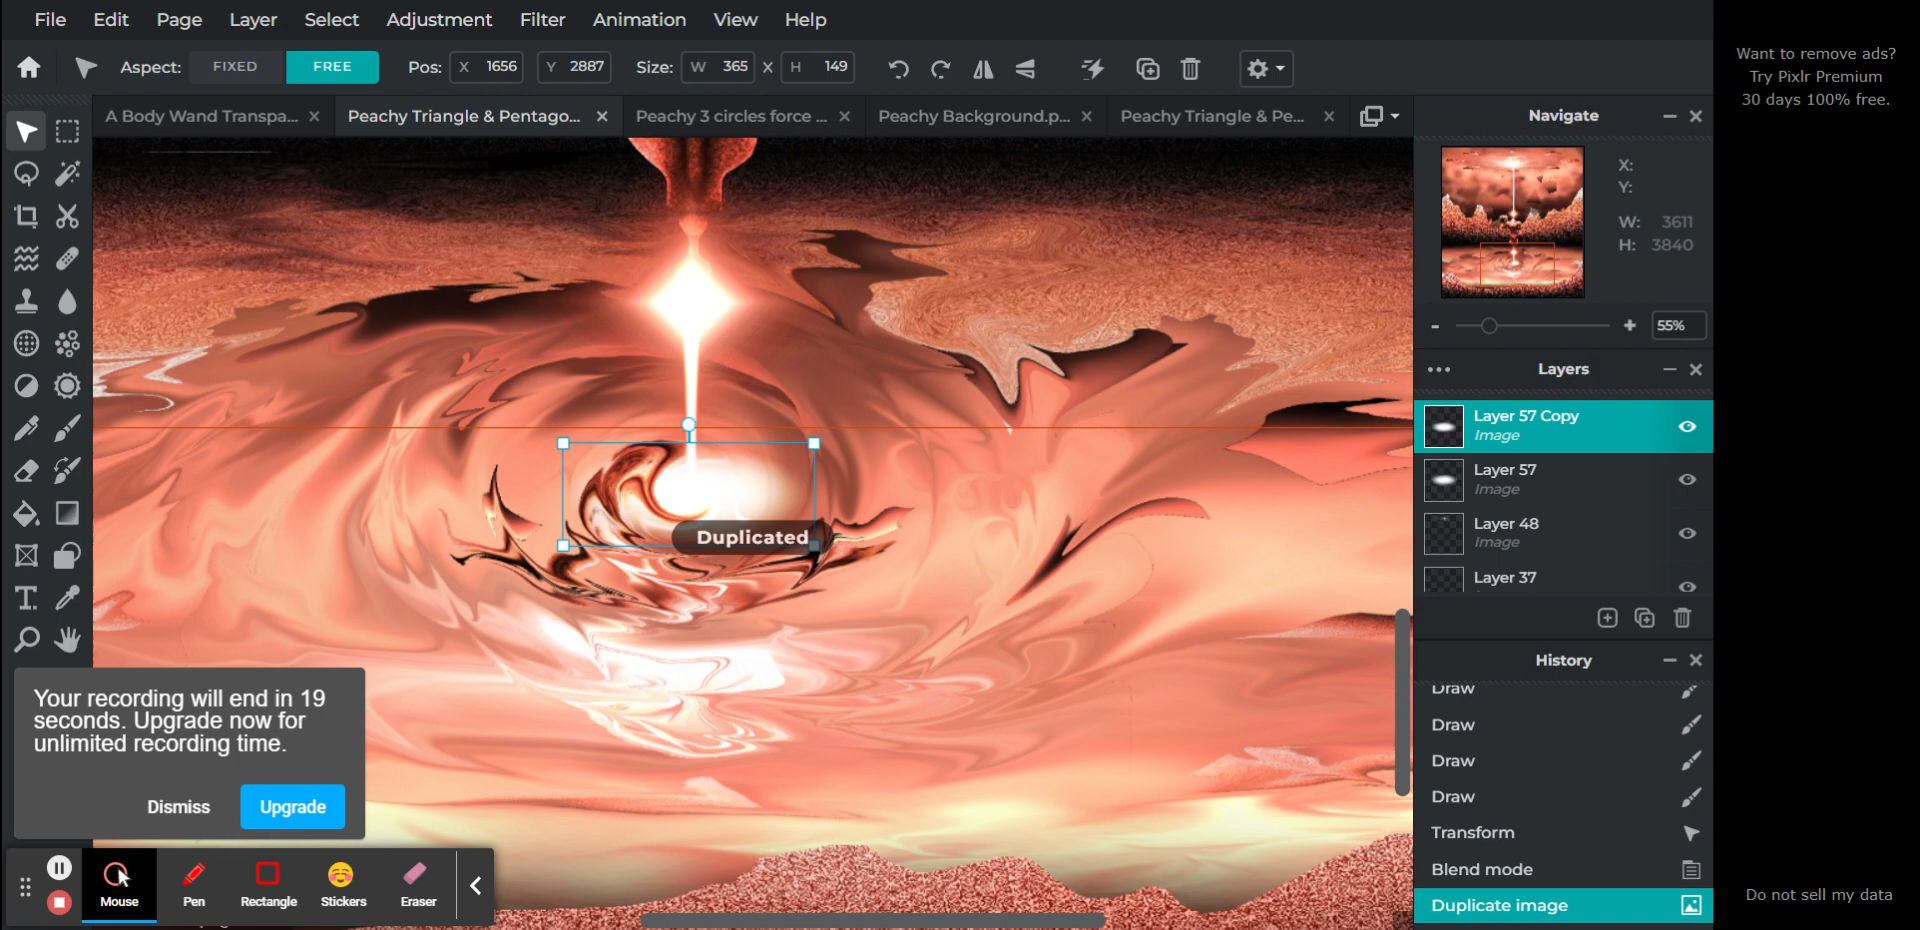 File Edit Page Layer Select Adjustment Filter Animation View Help
Aspect: FIXED FREE Pos: X 1656 Y 2887 Size: W 365 X H 149
A Body Wand Transpa... Peachy Triangle & Pentago... Peachy 3 circles force ... Peachy Background.p... Peachy Triangle & Pe...
Want to remove ads?
Try Pixlr Premium
30 days 100% free.
Navigate
X:
Y:
W: 3611
H: 3840
55%
Layers
Layer 57 Copy
Image
Layer 57
Image
Layer 48
Image
Layer 37
Duplicated
History
Draw
Draw
Draw
Draw
Transform
Blend mode
Duplicate image
Your recording will end in 19
seconds. Upgrade now for
unlimited recording time.
Dismiss Upgrade
Mouse Pen Rectangle Stickers Eraser
Do not sell my data